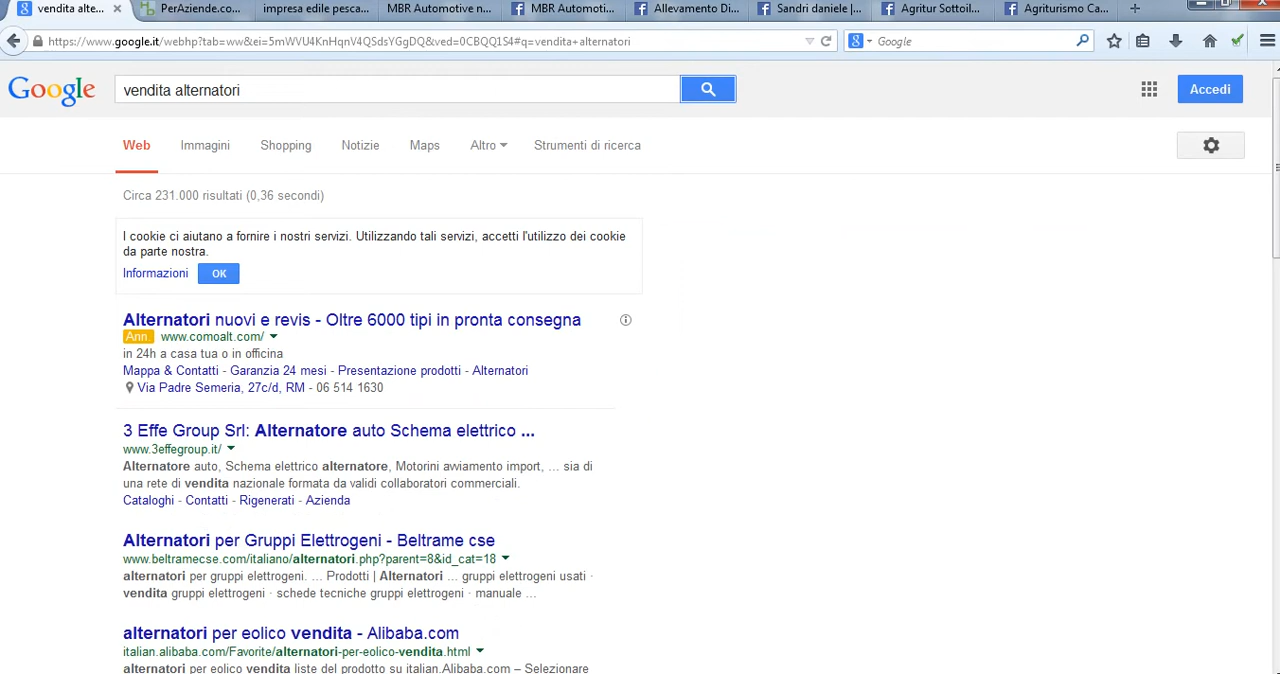 vendita alte...
PerAziende.co...
impresa edile pesca...
MBR Automotive n...
MBR Automoti...
Allevamento Di...
Sandri daniele |...
Agritur Sottoil...
Agriturismo Ca...
https://www.google.it/webhp?tab=ww&ei=5mWVU4KnHqnV4QSdsYGgDQ&ved=0CBQQ1S4#q=vendita+alternatori
Google
Google
vendita alternatori
Accedi
Web
Immagini
Shopping
Notizie
Maps
Altro
Strumenti di ricerca
Circa 231.000 risultati (0,36 secondi)
I cookie ci aiutano a fornire i nostri servizi. Utilizzando tali servizi, accetti l'utilizzo dei cookie
da parte nostra.
Informazioni
OK
Alternatori nuovi e revis - Oltre 6000 tipi in pronta consegna
Ann. www.comoalt.com/
in 24h a casa tua o in officina
Mappa & Contatti - Garanzia 24 mesi - Presentazione prodotti - Alternatori
Via Padre Semeria, 27c/d, RM - 06 514 1630
3 Effe Group Srl: Alternatore auto Schema elettrico ...
www.3effegroup.it/
Alternatore auto, Schema elettrico alternatore, Motorini avviamento import, ... sia di
una rete di vendita nazionale formata da validi collaboratori commerciali.
Cataloghi - Contatti - Rigenerati - Azienda
Alternatori per Gruppi Elettrogeni - Beltrame cse
www.beltramecse.com/italiano/alternatori.php?parent=8&id_cat=18
alternatori per gruppi elettrogeni. ... Prodotti | Alternatori ... gruppi elettrogeni usati ·
vendita gruppi elettrogeni · schede tecniche gruppi elettrogeni · manuale ...
alternatori per eolico vendita - Alibaba.com
italian.alibaba.com/Favorite/alternatori-per-eolico-vendita.html
alternatori per eolico vendita liste del prodotto su italian.Alibaba.com – Selezionare